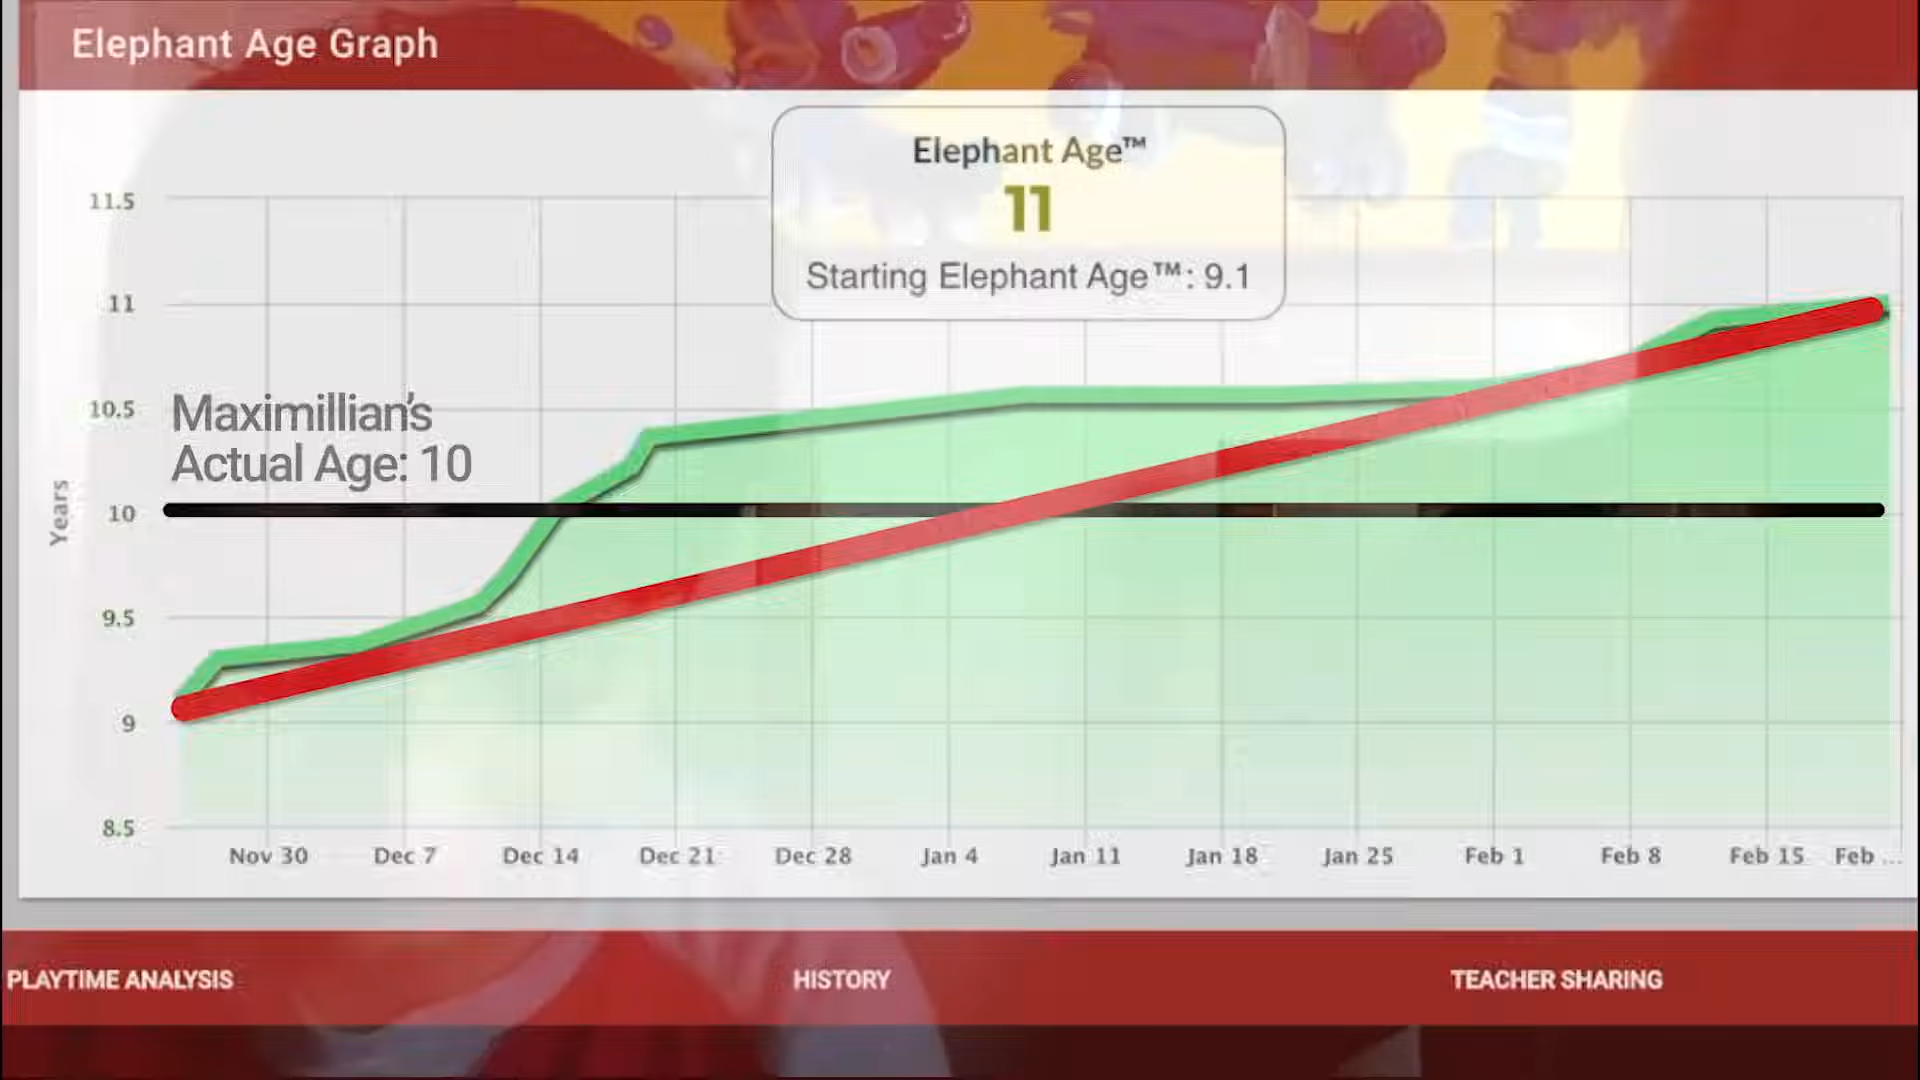 Elephant Age Graph
Elephant Age™
11
Starting Elephant Age™: 9.1
11.5
11
10.5
10
9.5
9
8.5
Years
Maximillian's
Actual Age: 10
Nov 30 Dec 7 Dec 14 Dec 21 Dec 28 Jan 4 Jan 11 Jan 18 Jan 25 Feb 1 Feb 8 Feb 15 Feb ...
PLAYTIME ANALYSIS HISTORY TEACHER SHARING